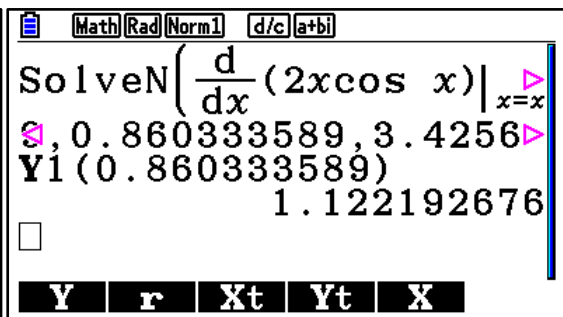 Math Rad Norm1 d/c a+bi
SolveN(d/dx(2xcos x)|x=x
,0.860333589,3.4256
Y1(0.860333589)
1.122192676
Y r Xt Yt X